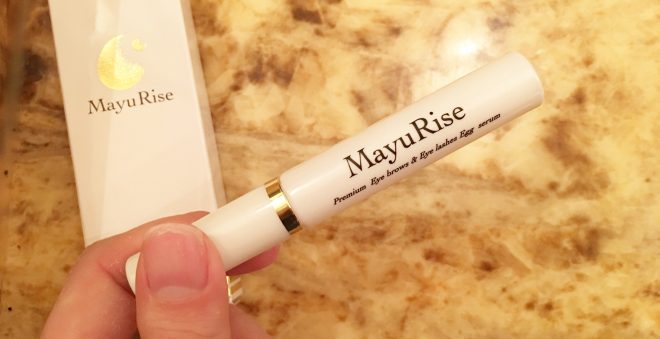 MayuRise
MayuRise
Premium Eye brows & Eye lashes Egg serum